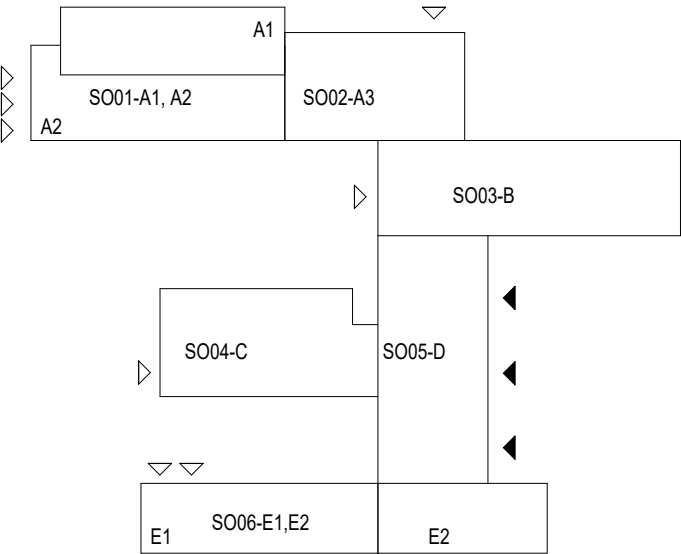 A1
SO01-A1, A2
SO02-A3
A2
SO03-B
SO04-C
SO05-D
SO06-E1,E2
E1
E2